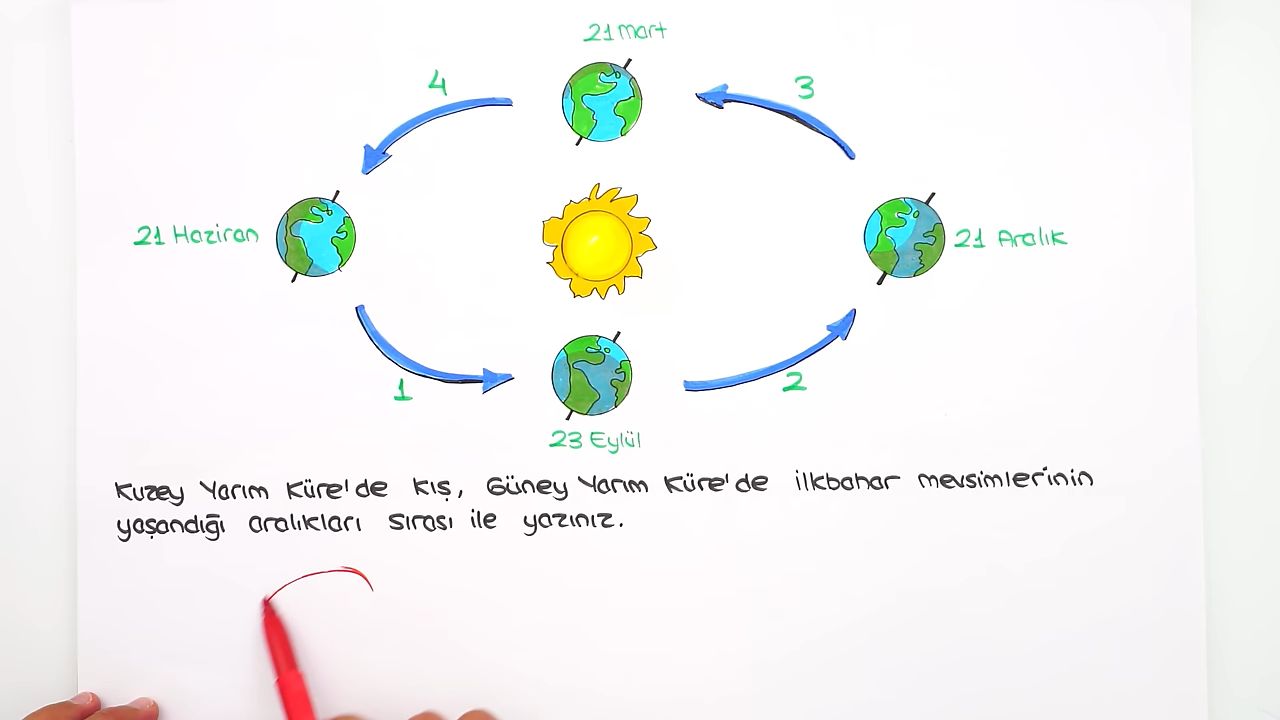 21 Mart
4
3
21 Haziran
21 Aralık
1
2
23 Eylül
Kuzey Yarım Küre'de kış, Güney Yarım Küre'de ilkbahar mevsimlerinin
yaşandığı aralıkları sırası ile yazınız.